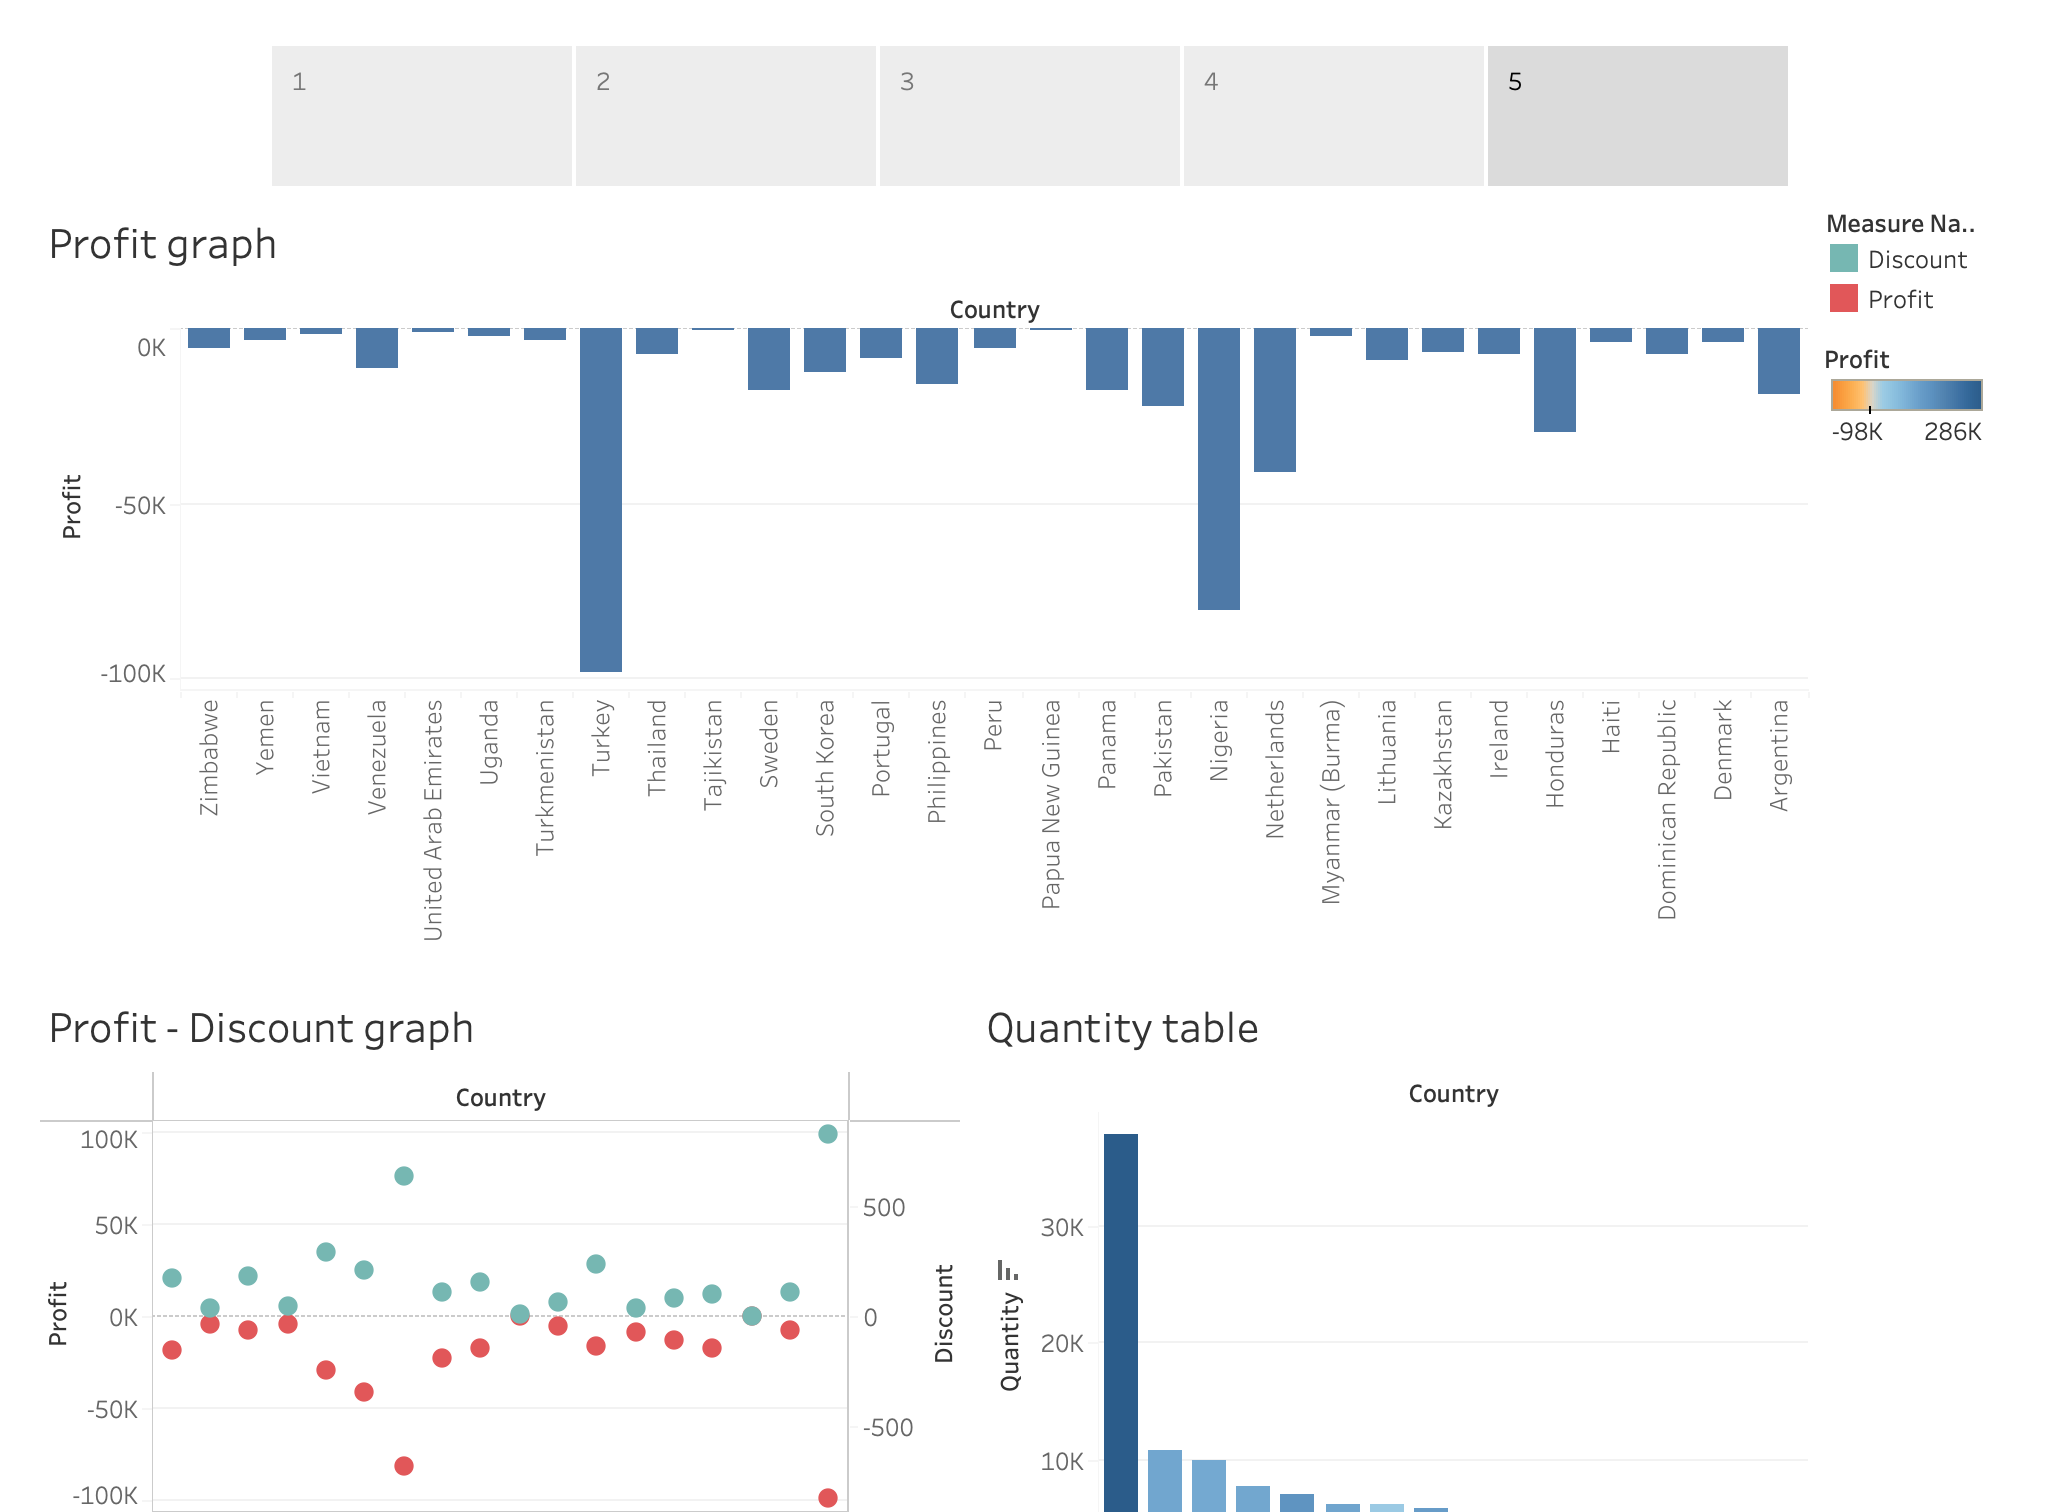 1 2 3 4 5
Profit graph
Measure Na..
Discount
Profit
Profit
-98K 286K
Country
0K
-50K
-100K
Profit
Zimbabwe
Yemen
Vietnam
Venezuela
United Arab Emirates
Uganda
Turkmenistan
Turkey
Thailand
Tajikistan
Sweden
South Korea
Portugal
Philippines
Peru
Papua New Guinea
Panama
Pakistan
Nigeria
Netherlands
Myanmar (Burma)
Lithuania
Kazakhstan
Ireland
Honduras
Haiti
Dominican Republic
Denmark
Argentina
Profit - Discount graph
Country
100K
50K
0K
-50K
-100K
Profit
500
0
-500
Discount
Quantity table
Country
30K
20K
10K
Quantity